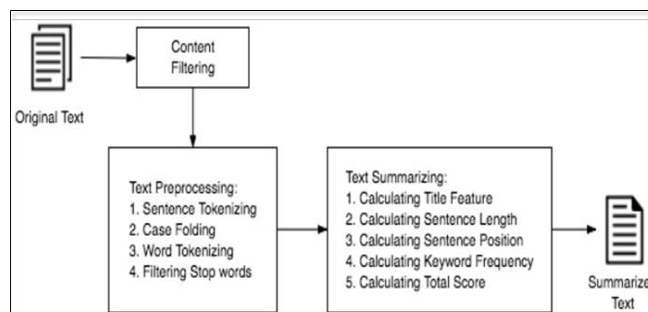 Content
Filtering
Original Text
Text Preprocessing:
1. Sentence Tokenizing
2. Case Folding
3. Word Tokenizing
4. Filtering Stop words
Text Summarizing:
1. Calculating Title Feature
2. Calculating Sentence Length
3. Calculating Sentence Position
4. Calculating Keyword Frequency
5. Calculating Total Score
Summarize
Text